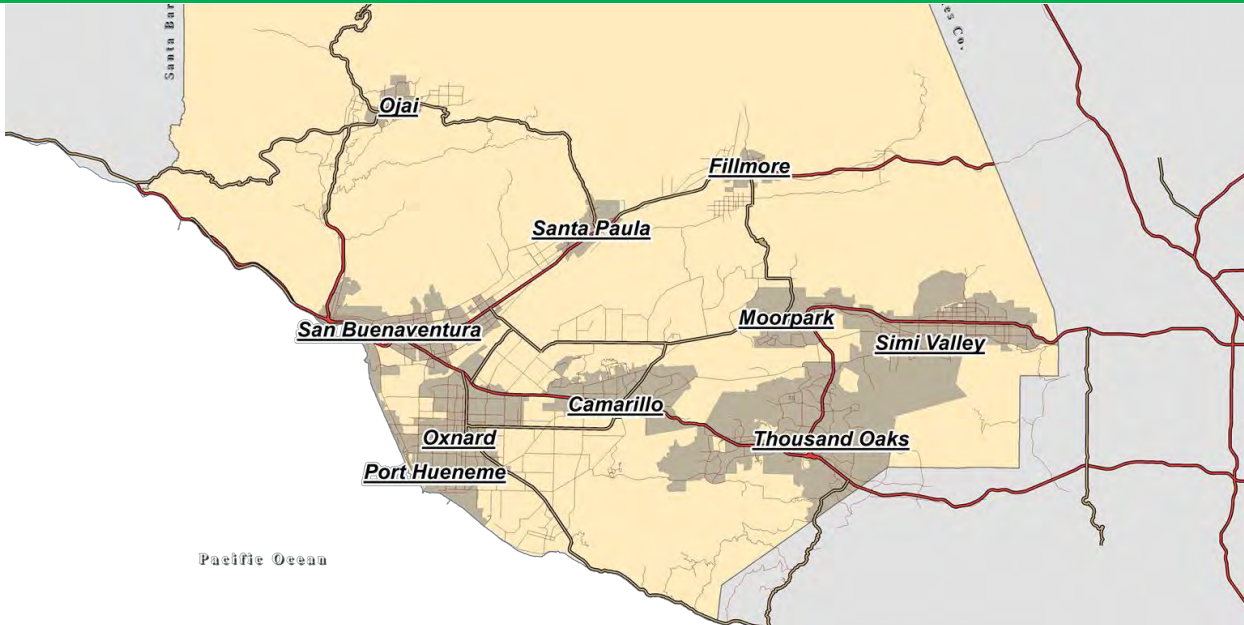 Santa Bar
es Co.
Ojai
Fillmore
Santa Paula
San Buenaventura
Moorpark
Simi Valley
Camarillo
Oxnard
Thousand Oaks
Port Hueneme
Pacific Ocean